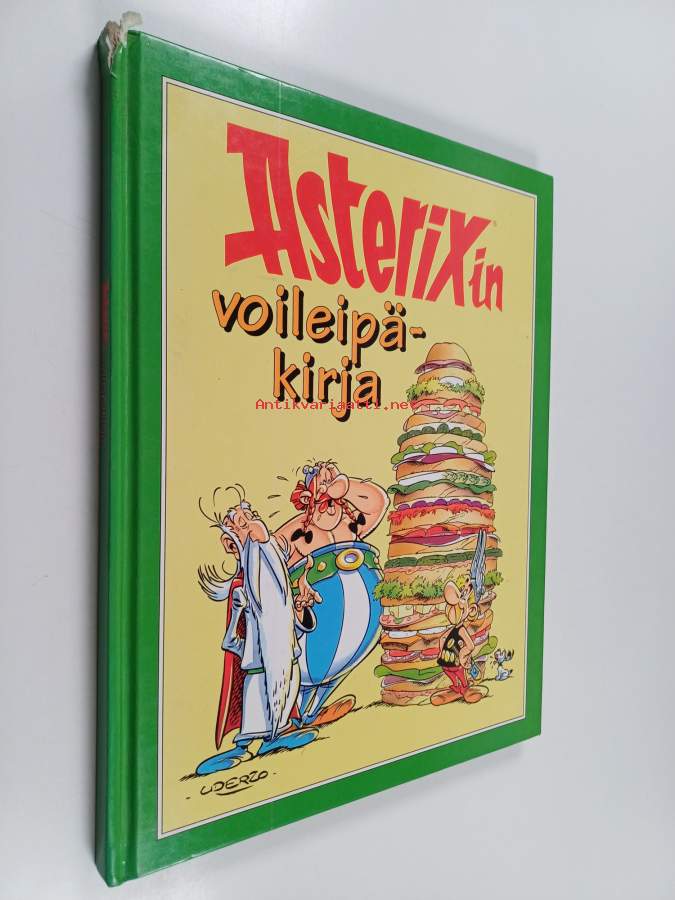 Asterixin
voileipä-
kirja
Antikvariaatti.net
UDERZO